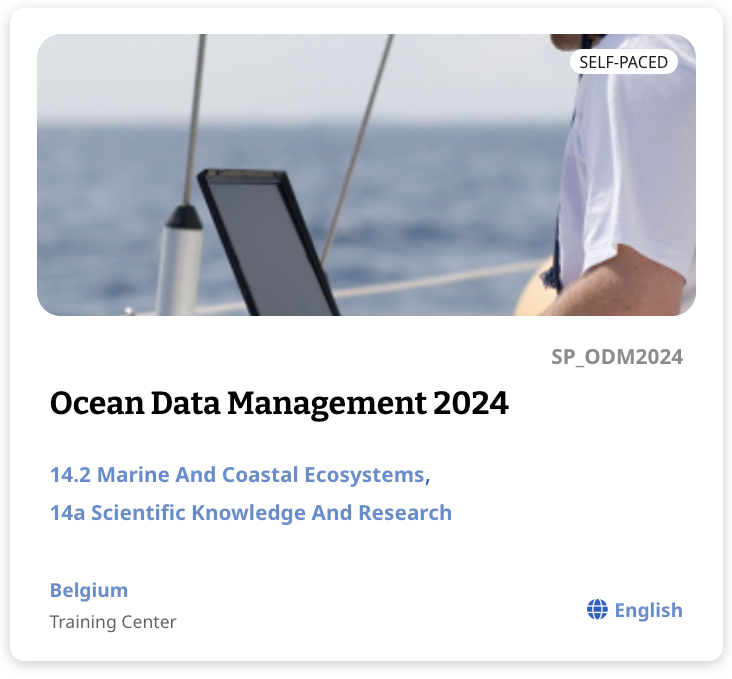 SELF-PACED
SP_ODM2024
Ocean Data Management 2024
14.2 Marine And Coastal Ecosystems,
14a Scientific Knowledge And Research
Belgium
Training Center
English